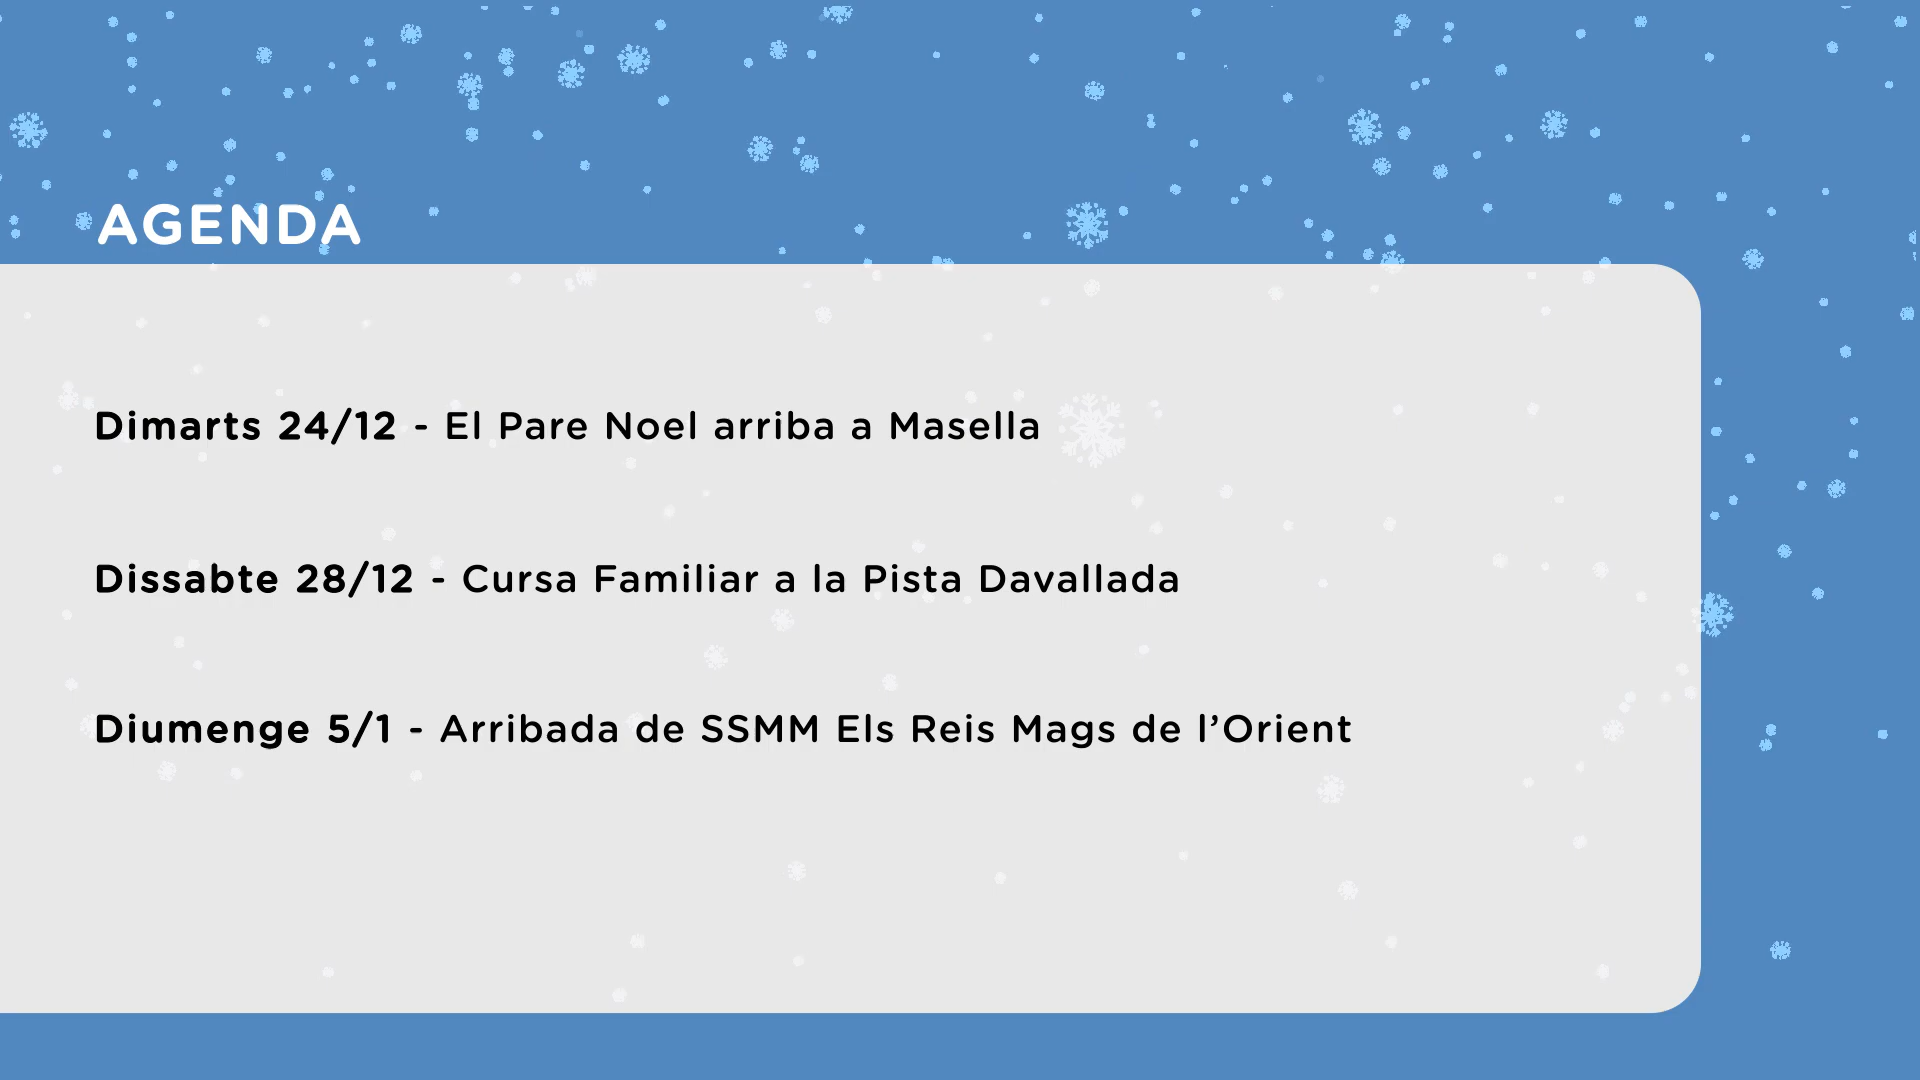 AGENDA
Dimarts 24/12 - El Pare Noel arriba a Masella
Dissabte 28/12 - Cursa Familiar a la Pista Davallada
Diumenge 5/1 - Arribada de SSMM Els Reis Mags de l’Orient